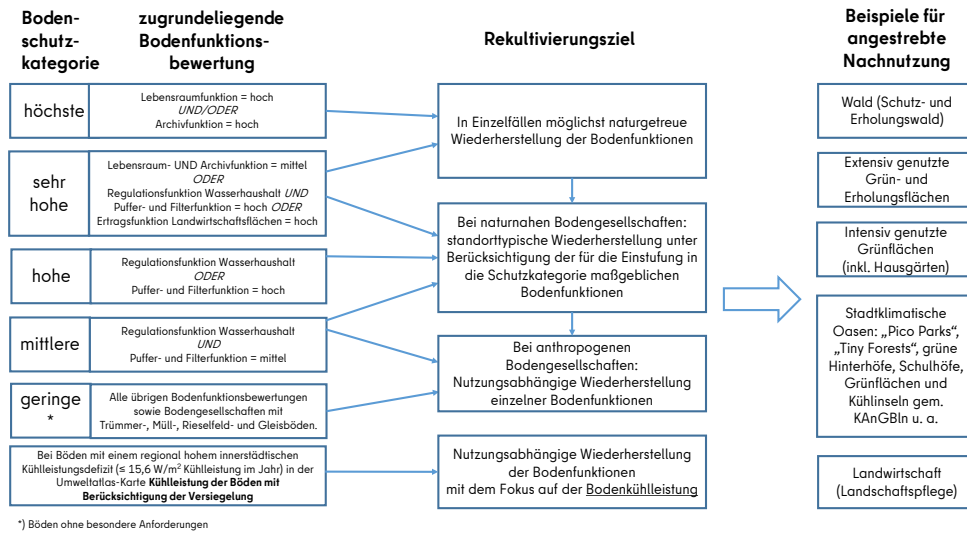 Boden-
schutz-
kategorie
zugrundeliegende
Bodenfunktions-
bewertung
Rekultivierungsziel
Beispiele für
angestrebte
Nachnutzung
höchste
Lebensraumfunktion = hoch
UND/ODER
Archivfunktion = hoch
sehr
hohe
Lebensraum- UND Archivfunktion = mittel
ODER
Regulationsfunktion Wasserhaushalt UND
Puffer- und Filterfunktion = hoch ODER
Ertragsfunktion Landwirtschaftsflächen = hoch
hohe
Regulationsfunktion Wasserhaushalt
ODER
Puffer- und Filterfunktion = hoch
mittlere
Regulationsfunktion Wasserhaushalt
UND
Puffer- und Filterfunktion = mittel
geringe
*
Alle übrigen Bodenfunktionsbewertungen
sowie Bodengesellschaften mit
Trümmer-, Müll-, Rieselfeld- und Gleisböden.
Bei Böden mit einem regional hohem innerstädtischen
Kühlleistungsdefizit (≤ 15,6 W/m² Kühlleistung im Jahr) in der
Umweltatlas-Karte Kühlleistung der Böden mit
Berücksichtigung der Versiegelung
In Einzelfällen möglichst naturgetreue
Wiederherstellung der Bodenfunktionen
Bei naturnahen Bodengesellschaften:
standorttypische Wiederherstellung unter
Berücksichtigung der für die Einstufung in
die Schutzkategorie maßgeblichen
Bodenfunktionen
Bei anthropogenen
Bodengesellschaften:
Nutzungsabhängige Wiederherstellung
einzelner Bodenfunktionen
Nutzungsabhängige Wiederherstellung
der Bodenfunktionen
mit dem Fokus auf der Bodenkühlleistung
Wald (Schutz- und
Erholungswald)
Extensiv genutzte
Grün- und
Erholungsflächen
Intensiv genutzte
Grünflächen
(inkl. Hausgärten)
Stadtklimatische
Oasen: „Pico Parks“,
„Tiny Forests“, grüne
Hinterhöfe, Schulhöfe,
Grünflächen und
Kühlinseln gem.
KAnGBln u. a.
Landwirtschaft
(Landschaftspflege)
*) Böden ohne besondere Anforderungen